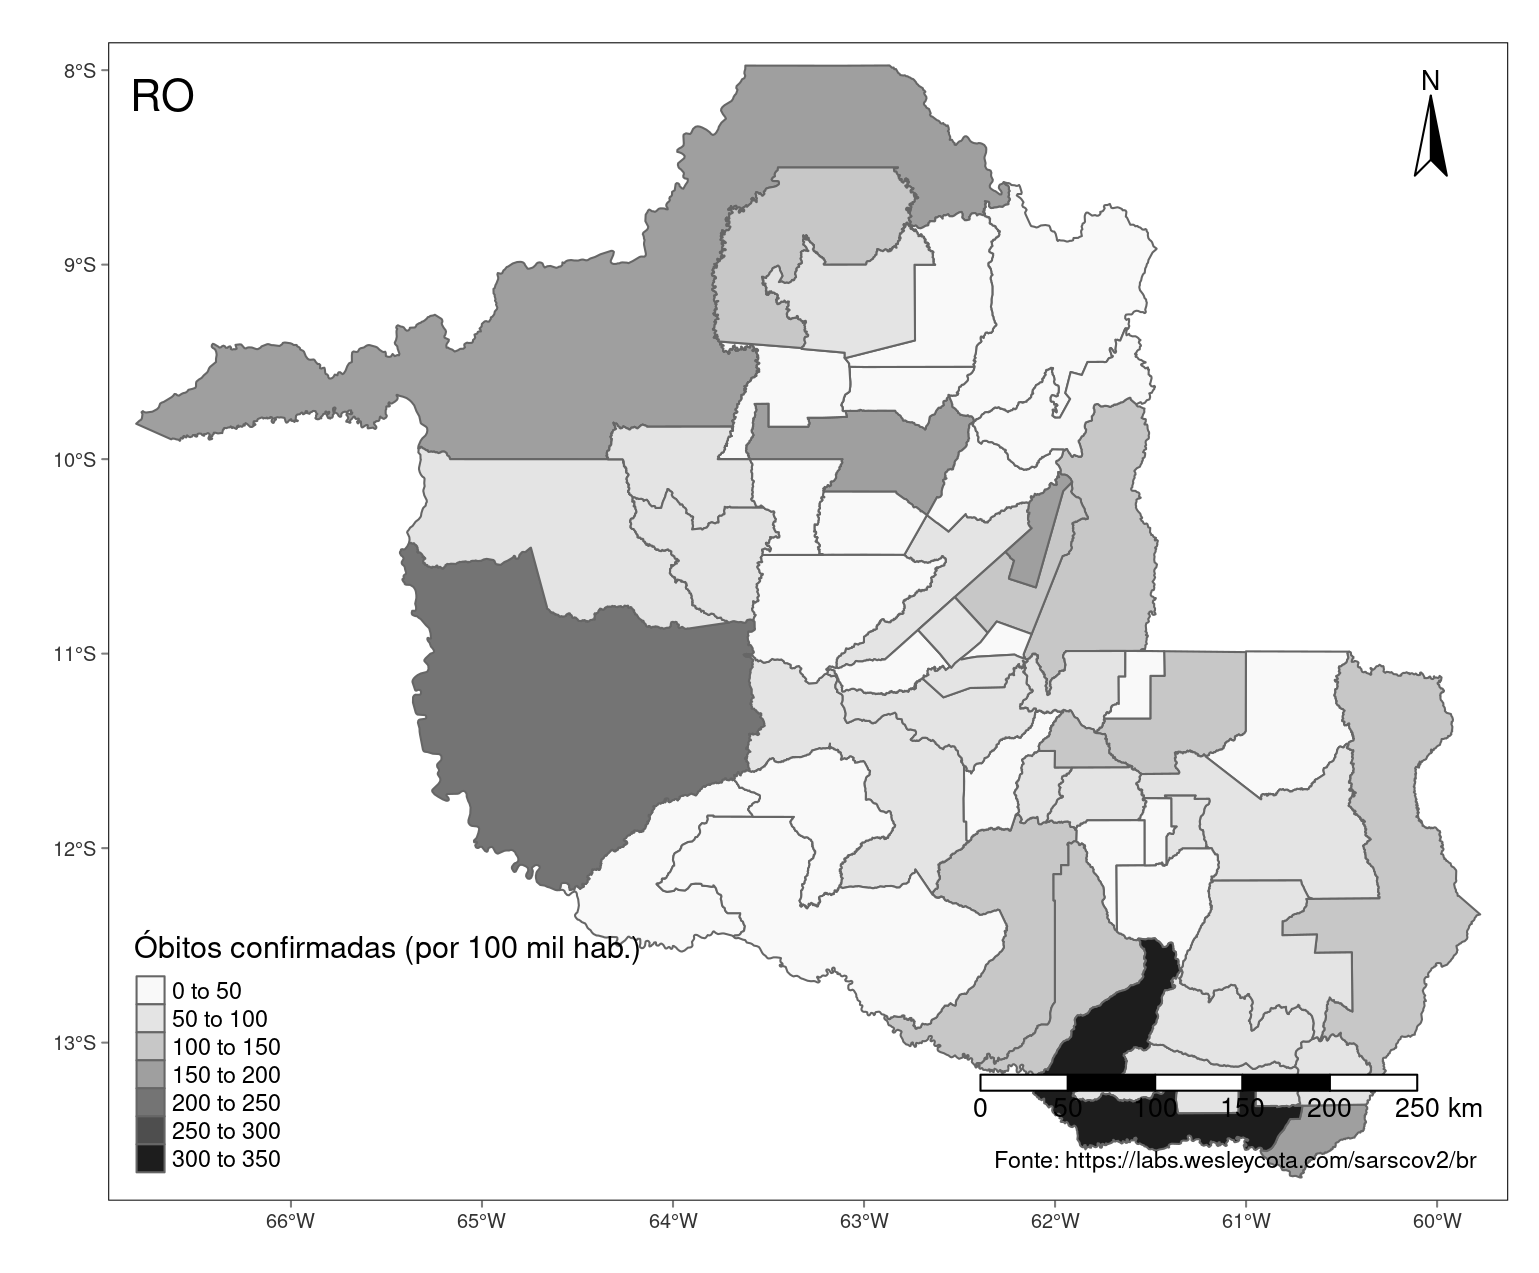 RO
N
8°S
9°S
10°S
11°S
12°S
13°S
Óbitos confirmadas (por 100 mil hab.)
0 to 50
50 to 100
100 to 150
150 to 200
200 to 250
250 to 300
300 to 350
0 50 100 150 200 250 km
Fonte: https://labs.wesleycota.com/sarscov2/br
66°W 65°W 64°W 63°W 62°W 61°W 60°W